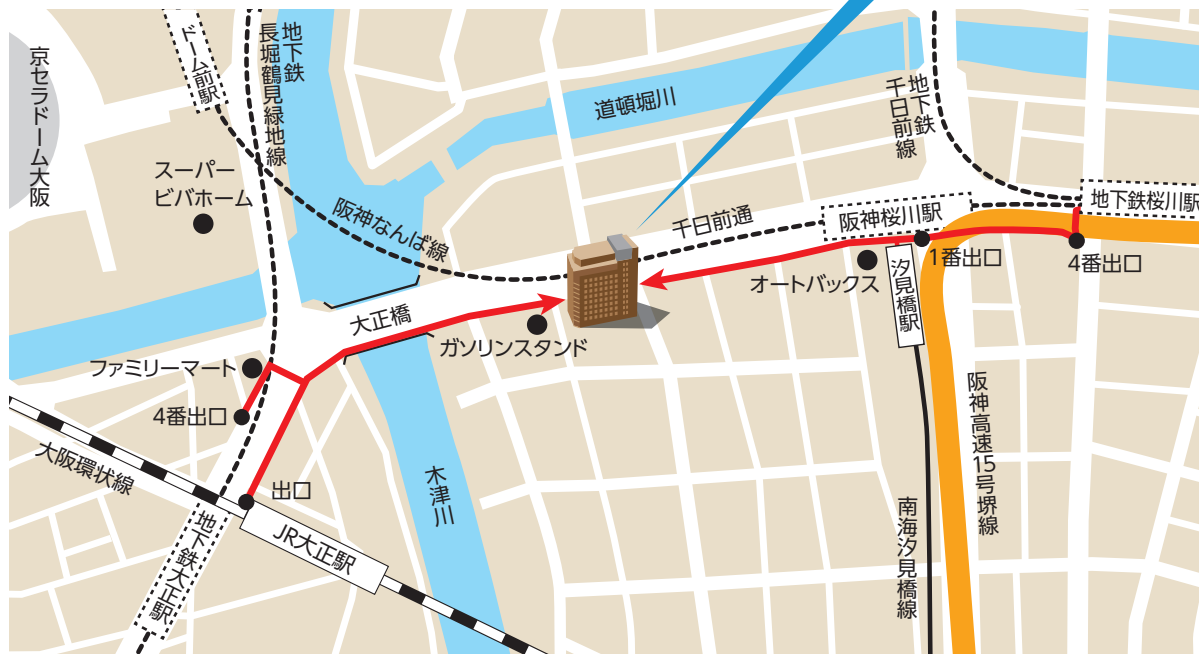 京セラドーム大阪
ドーム前駅
地下鉄
長堀鶴見緑地線
スーパー
ビバホーム
阪神なんば線
道頓堀川
地下鉄
千日前線
地下鉄桜川駅
千日前通
阪神桜川駅
1番出口
4番出口
オートバックス
汐見橋駅
大正橋
ガソリンスタンド
ファミリーマート
4番出口
大阪環状線
出口
JR大正駅
地下鉄大正駅
木津川
阪神高速15号堺線
南海汐見橋線